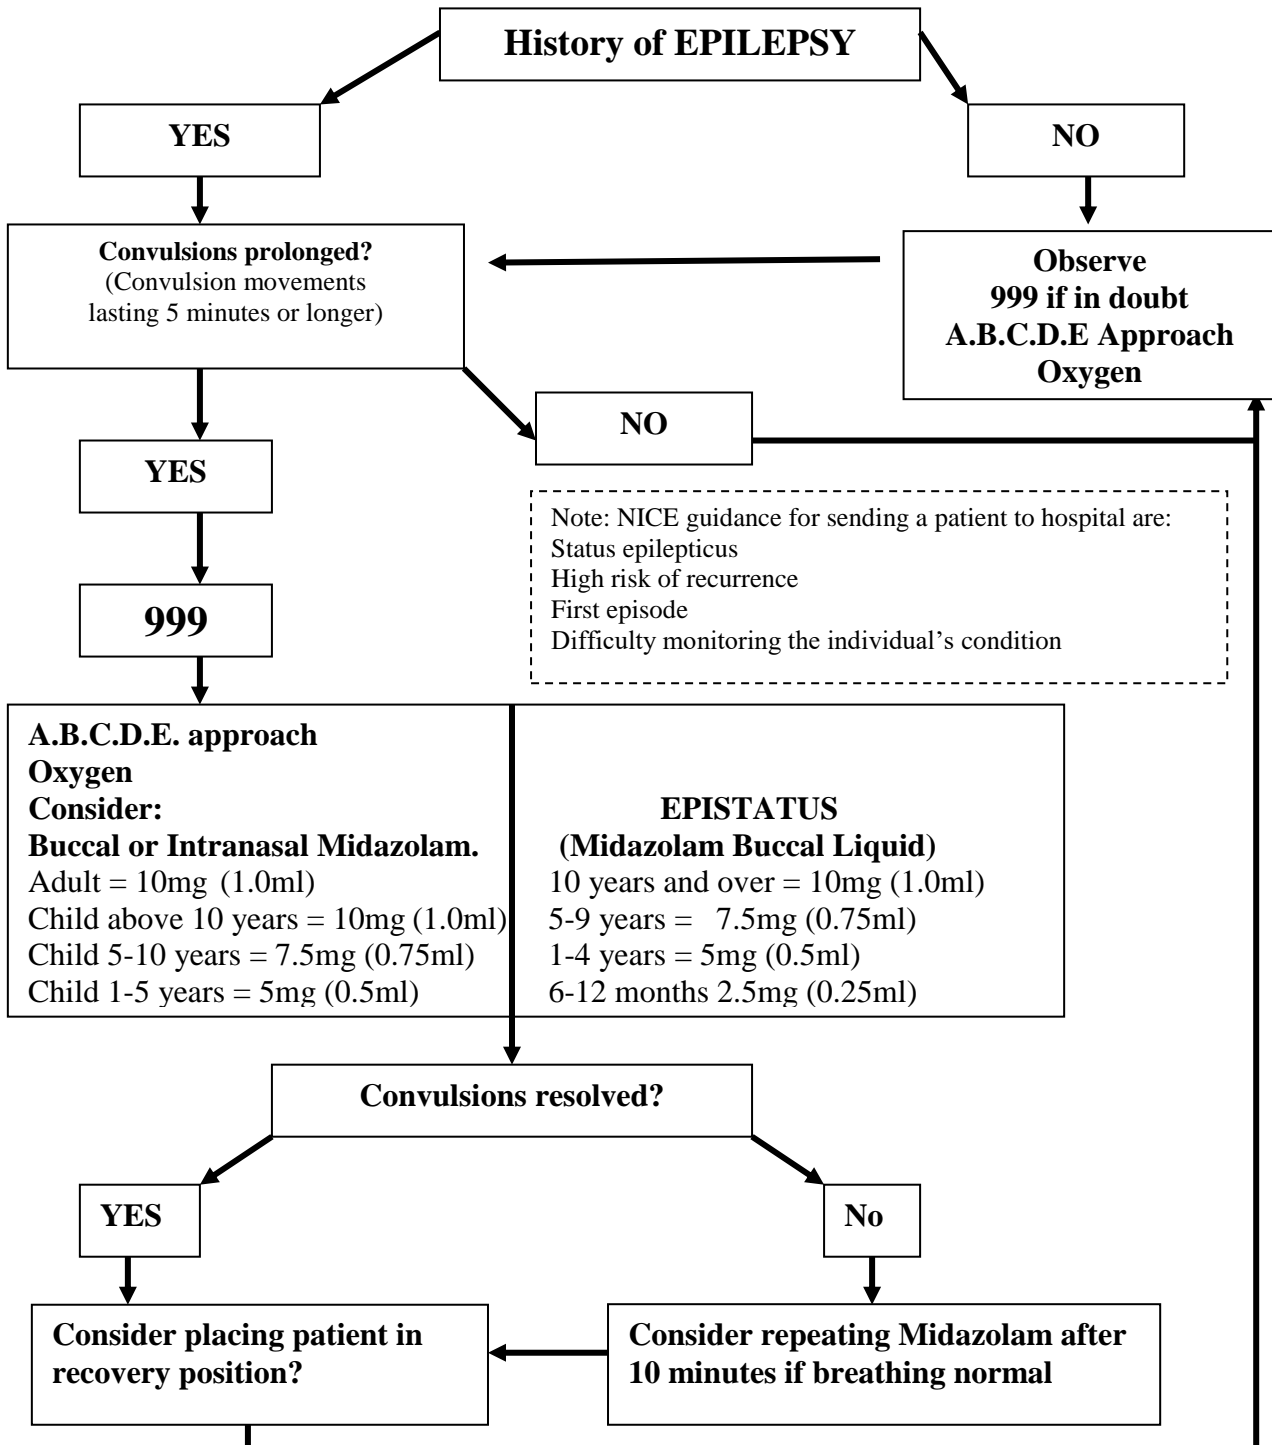 History of EPILEPSY
YES
NO
Convulsions prolonged?
(Convulsion movements
lasting 5 minutes or longer)
Observe
999 if in doubt
A.B.C.D.E Approach
Oxygen
NO
YES
Note: NICE guidance for sending a patient to hospital are:
Status epilepticus
High risk of recurrence
First episode
Difficulty monitoring the individual’s condition
999
A.B.C.D.E. approach
Oxygen
Consider:
Buccal or Intranasal Midazolam.
Adult = 10mg (1.0ml)
Child above 10 years = 10mg (1.0ml)
Child 5-10 years = 7.5mg (0.75ml)
Child 1-5 years = 5mg (0.5ml)
EPISTATUS
(Midazolam Buccal Liquid)
10 years and over = 10mg (1.0ml)
5-9 years = 7.5mg (0.75ml)
1-4 years = 5mg (0.5ml)
6-12 months 2.5mg (0.25ml)
Convulsions resolved?
YES
No
Consider placing patient in
recovery position?
Consider repeating Midazolam after
10 minutes if breathing normal